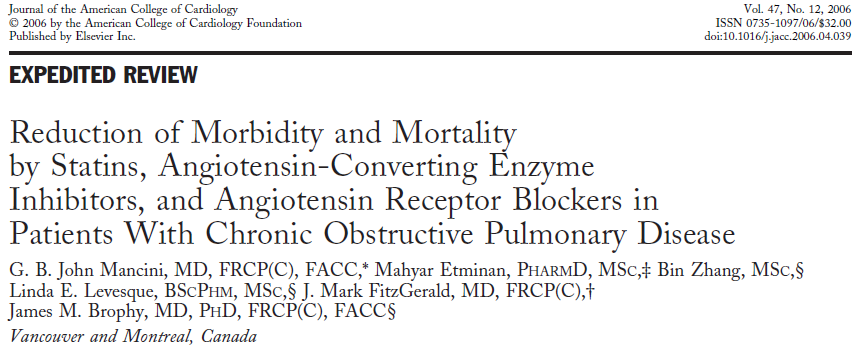 Journal of the American College of Cardiology
© 2006 by the American College of Cardiology Foundation
Published by Elsevier Inc.
Vol. 47, No. 12, 2006
ISSN 0735-1097/06/$32.00
doi:10.1016/j.jacc.2006.04.039
EXPEDITED REVIEW
Reduction of Morbidity and Mortality
by Statins, Angiotensin-Converting Enzyme
Inhibitors, and Angiotensin Receptor Blockers in
Patients With Chronic Obstructive Pulmonary Disease
G. B. John Mancini, MD, FRCP(C), FACC,* Mahyar Etminan, PHARMD, MSC,‡ Bin Zhang, MSC,§
Linda E. Levesque, BSCPHM, MSC,§ J. Mark FitzGerald, MD, FRCP(C),†
James M. Brophy, MD, PHD, FRCP(C), FACC§
Vancouver and Montreal, Canada